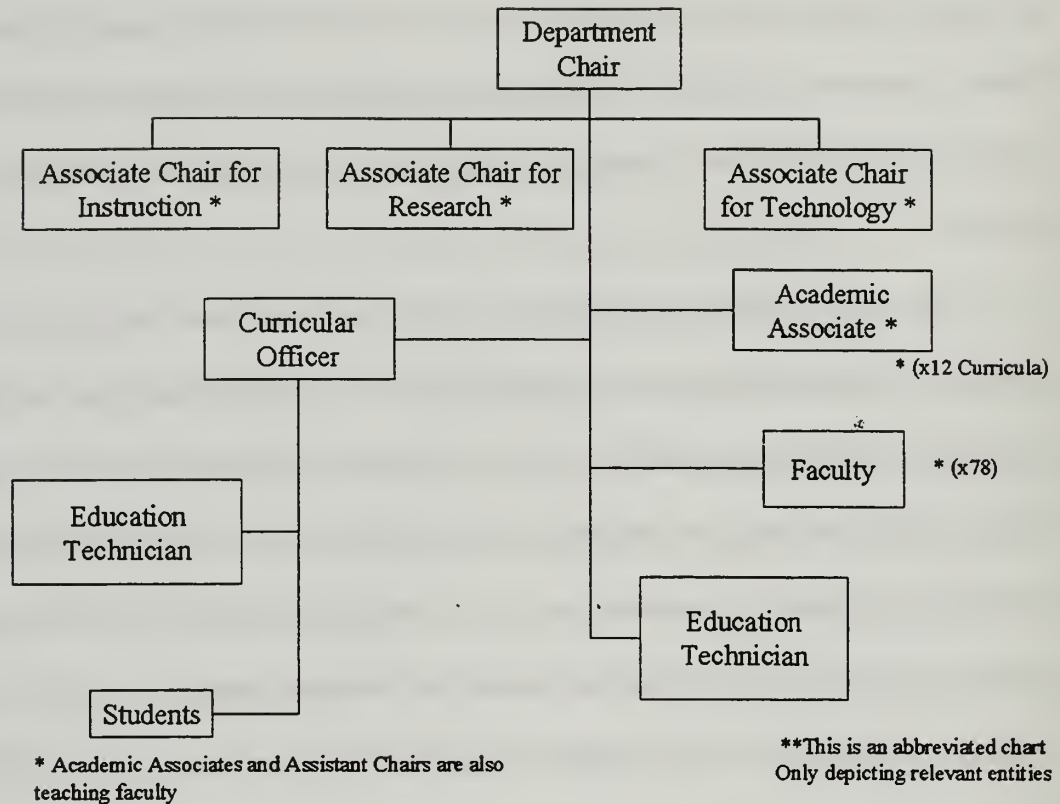 Department
Chair
Associate Chair for
Instruction *
Associate Chair for
Research *
Associate Chair
for Technology *
Curricular
Officer
Academic
Associate *
* (x12 Curricula)
Faculty
* (x78)
Education
Technician
Education
Technician
Students
* Academic Associates and Assistant Chairs are also
teaching faculty
**This is an abbreviated chart
Only depicting relevant entities